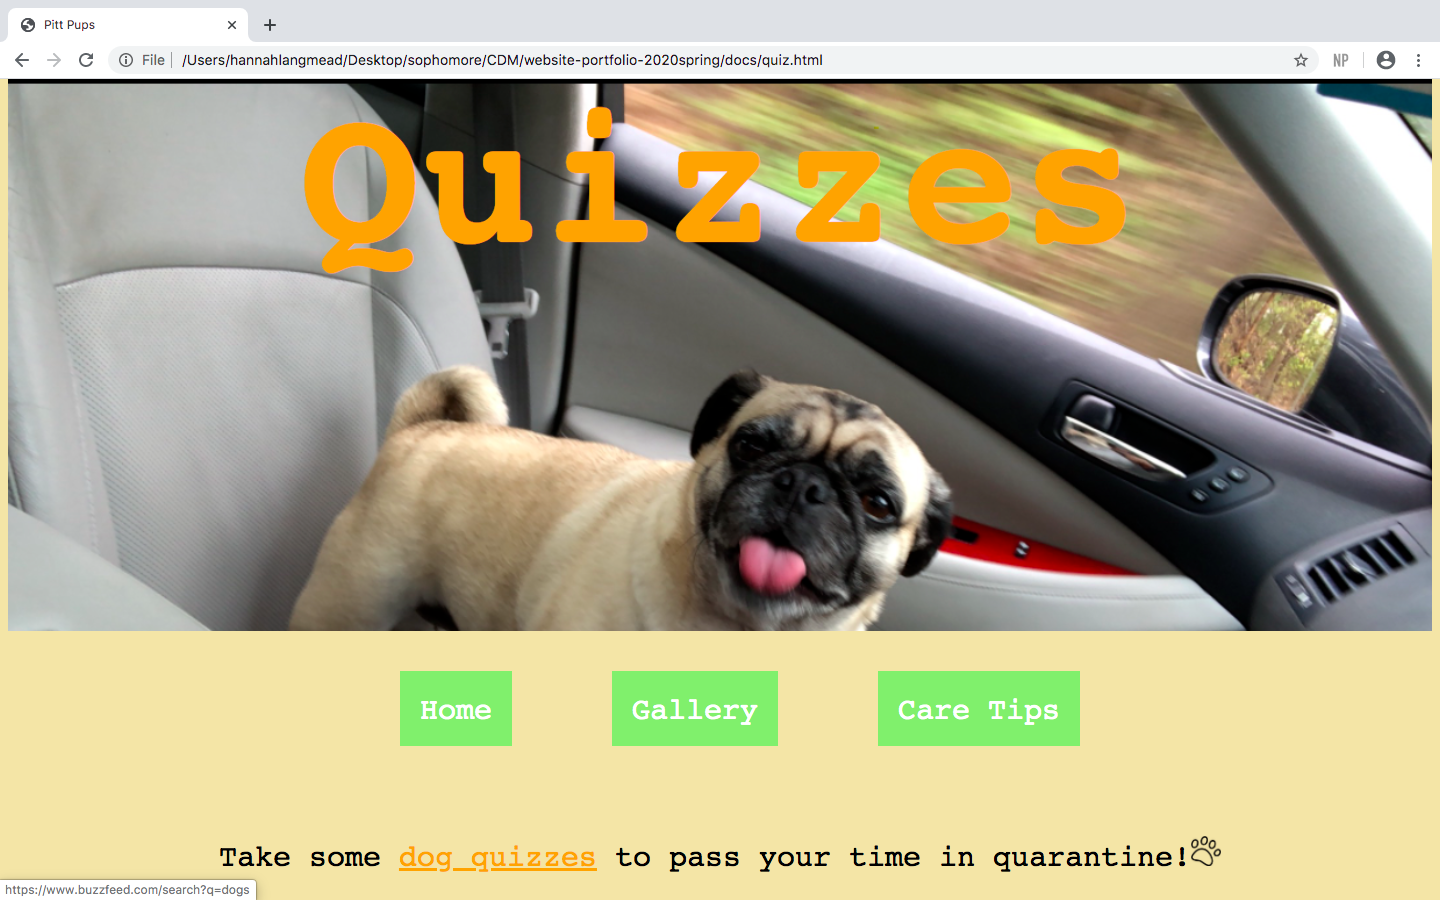 Pitt Pups
File
/Users/hannahlangmead/Desktop/sophomore/CDM/website-portfolio-2020spring/docs/quiz.html
NP
Quizzes
Home
Gallery
Care Tips
Take some dog quizzes to pass your time in quarantine!
https://www.buzzfeed.com/search?q=dogs